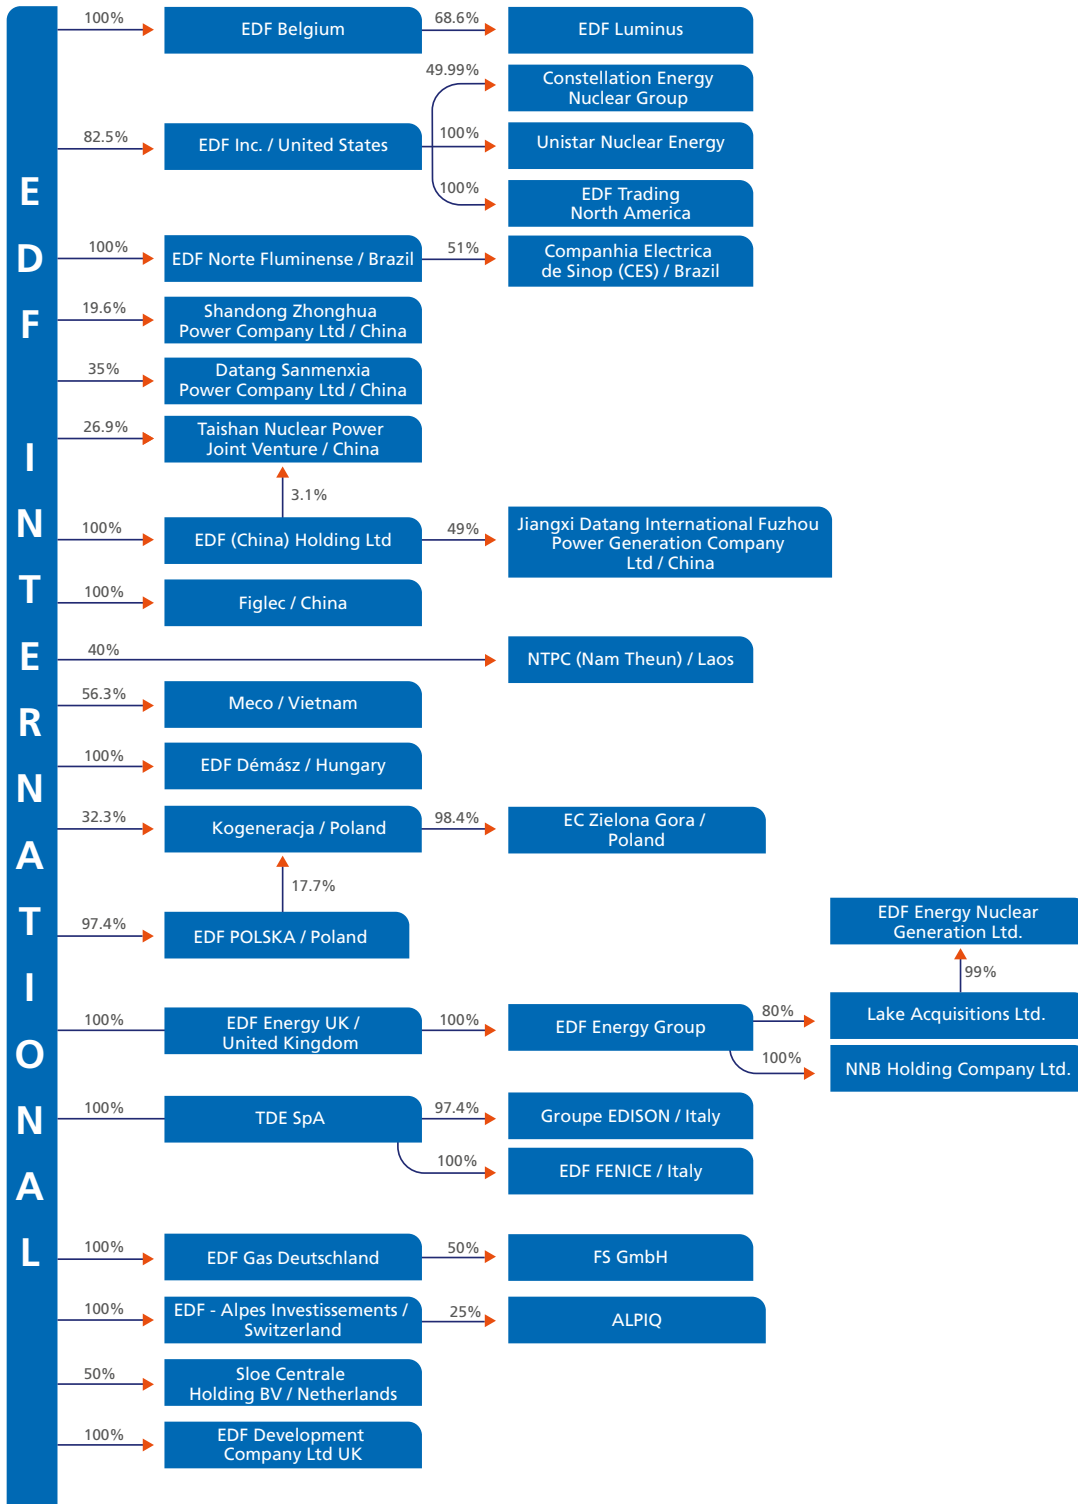 EDF INTERNATIONAL
100%
EDF Belgium
68.6%
EDF Luminus
82.5%
EDF Inc. / United States
49.99%
Constellation Energy
Nuclear Group
100%
Unistar Nuclear Energy
100%
EDF Trading
North America
100%
EDF Norte Fluminense / Brazil
51%
Companhia Electrica
de Sinop (CES) / Brazil
19.6%
Shandong Zhonghua
Power Company Ltd / China
35%
Datang Sanmenxia
Power Company Ltd / China
26.9%
Taishan Nuclear Power
Joint Venture / China
3.1%
100%
EDF (China) Holding Ltd
49%
Jiangxi Datang International Fuzhou
Power Generation Company
Ltd / China
100%
Figlec / China
40%
NTPC (Nam Theun) / Laos
56.3%
Meco / Vietnam
100%
EDF Démász / Hungary
32.3%
Kogeneracja / Poland
98.4%
EC Zielona Gora /
Poland
17.7%
97.4%
EDF POLSKA / Poland
EDF Energy Nuclear
Generation Ltd.
99%
100%
EDF Energy UK /
United Kingdom
100%
EDF Energy Group
80%
Lake Acquisitions Ltd.
100%
NNB Holding Company Ltd.
100%
TDE SpA
97.4%
Groupe EDISON / Italy
100%
EDF FENICE / Italy
100%
EDF Gas Deutschland
50%
FS GmbH
100%
EDF - Alpes Investissements /
Switzerland
25%
ALPIQ
50%
Sloe Centrale
Holding BV / Netherlands
100%
EDF Development
Company Ltd UK